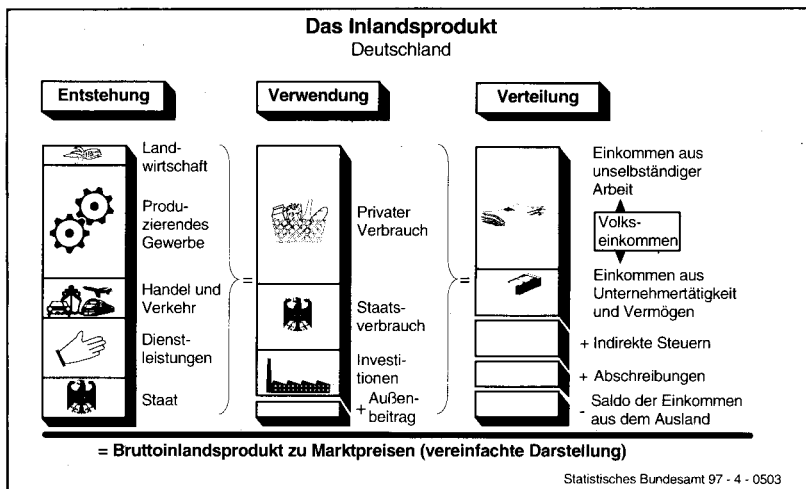 Das Inlandsprodukt
Deutschland
Entstehung
Land-
wirtschaft
Produ-
zierendes
Gewerbe
Handel und
Verkehr
Dienst-
leistungen
Staat
=
Verwendung
Privater
Verbrauch
Staats-
verbrauch
Investi-
tionen
+ Außen-
beitrag
=
Verteilung
Einkommen aus
unselbständiger
Arbeit
Volks-
einkommen
Einkommen aus
Unternehmertätigkeit
und Vermögen
+ Indirekte Steuern
+ Abschreibungen
- Saldo der Einkommen
aus dem Ausland
= Bruttoinlandsprodukt zu Marktpreisen (vereinfachte Darstellung)
Statistisches Bundesamt 97 - 4 - 0503